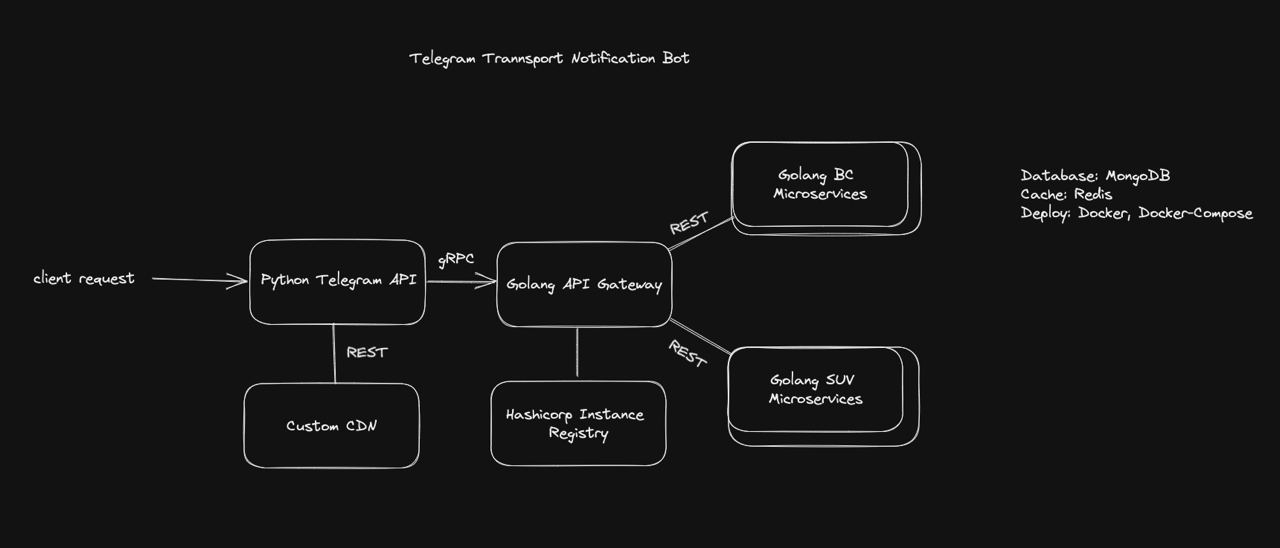 Telegram Trannsport Notification Bot
Golang BC
Microservices
Database: MongoDB
Cache: Redis
Deploy: Docker, Docker-Compose
REST
client request
Python Telegram API
gRPC
Golang API Gateway
REST
REST
Golang SUV
Microservices
Custom CDN
Hashicorp Instance
Registry